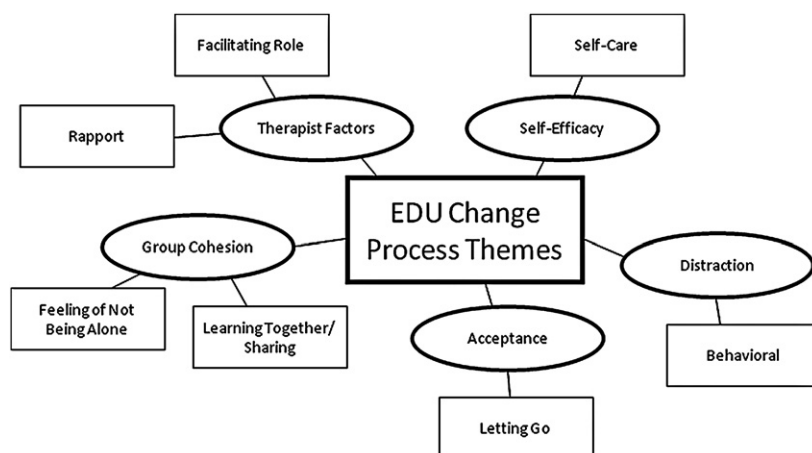 Facilitating Role
Self-Care
Rapport
Therapist Factors
Self-Efficacy
EDU Change
Process Themes
Group Cohesion
Distraction
Feeling of Not
Being Alone
Learning Together/
Sharing
Acceptance
Behavioral
Letting Go